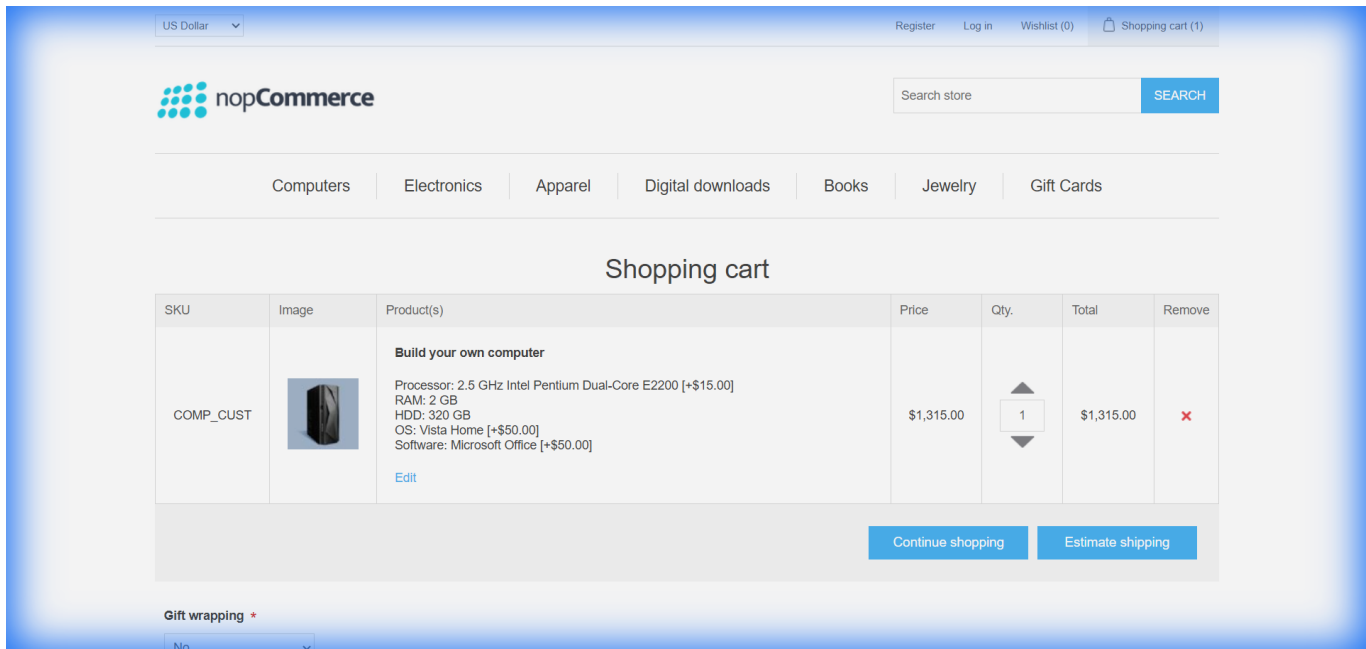 US Dollar
Register Log in Wishlist (0) Shopping cart (1)
nopCommerce
Search store
SEARCH
Computers Electronics Apparel Digital downloads Books Jewelry Gift Cards
Shopping cart
SKU Image Product(s) Price Qty. Total Remove
Build your own computer
Processor: 2.5 GHz Intel Pentium Dual-Core E2200 [+$15.00]
RAM: 2 GB
HDD: 320 GB
COMP_CUST $1,315.00 1 $1,315.00
OS: Vista Home [+$50.00]
Software: Microsoft Office [+$50.00]
Edit
Continue shopping Estimate shipping
Gift wrapping *
No